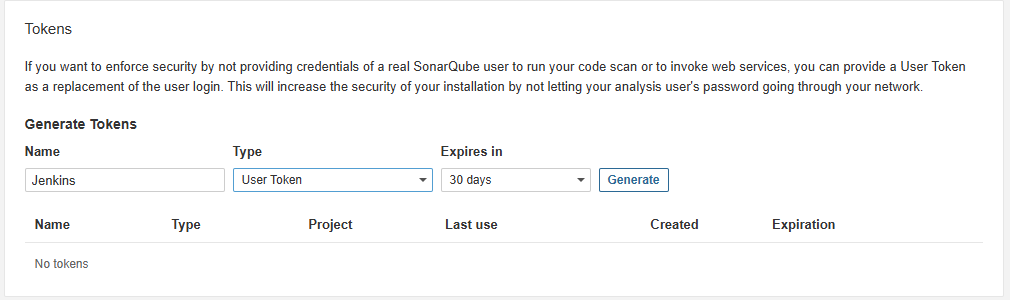 Tokens
If you want to enforce security by not providing credentials of a real SonarQube user to run your code scan or to invoke web services, you can provide a User Token
as a replacement of the user login. This will increase the security of your installation by not letting your analysis user's password going through your network.
Generate Tokens
Name Type Expires in
Jenkins User Token 30 days Generate
Name Type Project Last use Created Expiration
No tokens